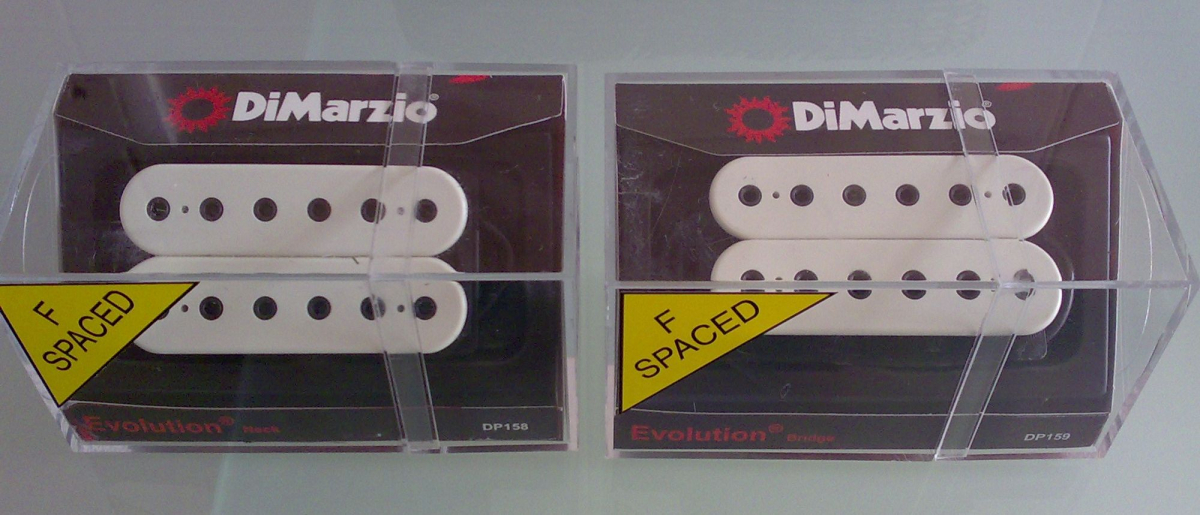 DiMarzio®
F
SPACED
Evolution® Neck
DP158
DiMarzio®
F
SPACED
Evolution® Bridge
DP159